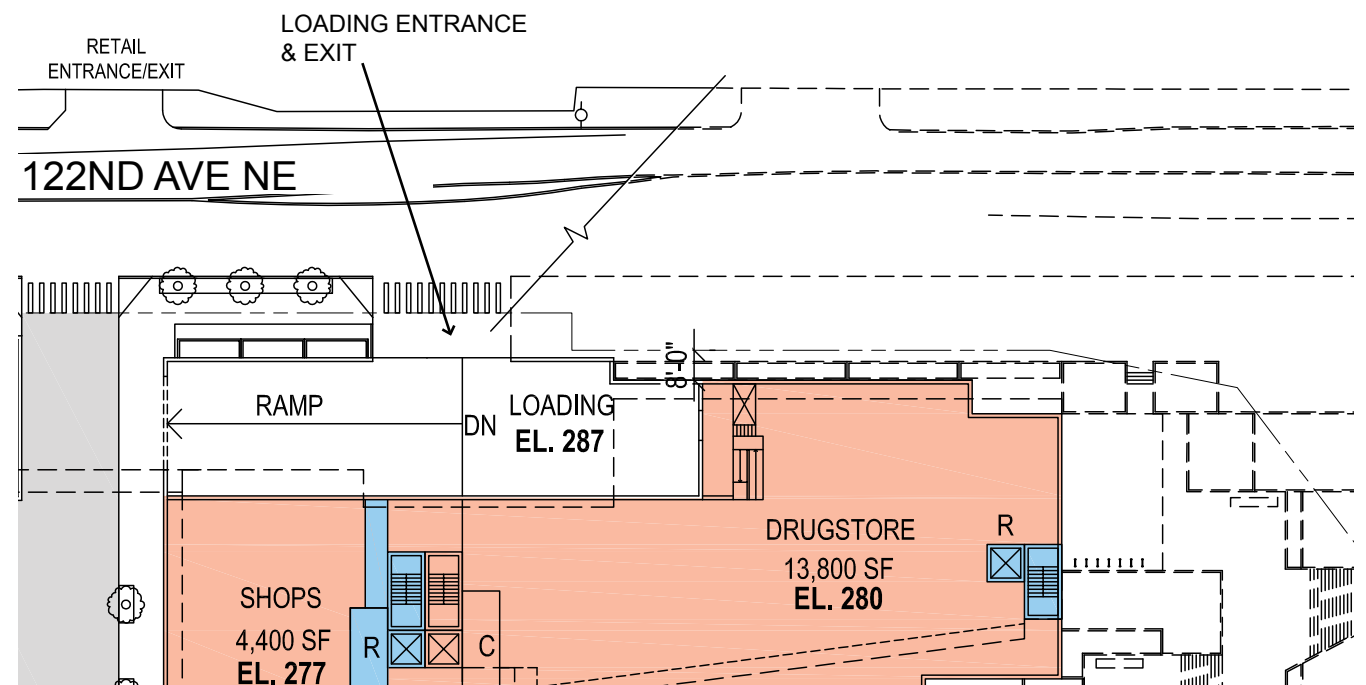 LOADING ENTRANCE
& EXIT
RETAIL
ENTRANCE/EXIT
122ND AVE NE
8'-0"
RAMP
DN
LOADING
EL. 287
DRUGSTORE
13,800 SF
EL. 280
R
SHOPS
4,400 SF
EL. 277
R
C